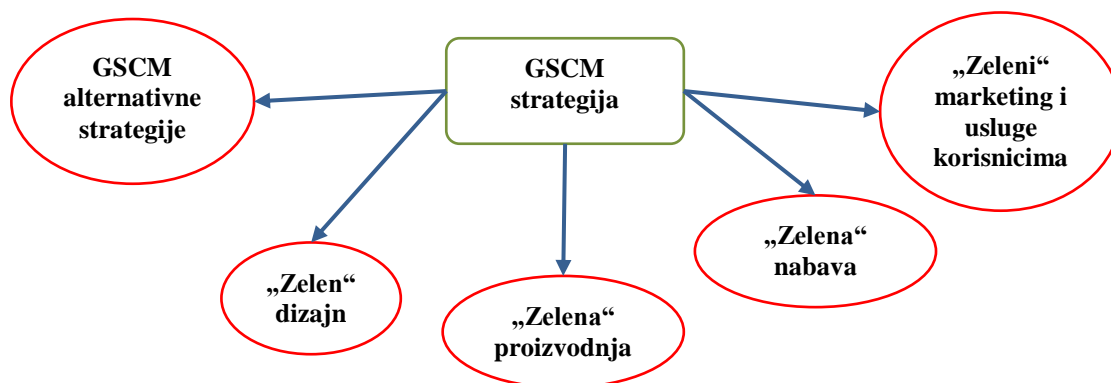 GSCM
alternativne
strategije
GSCM
strategija
„Zeleni“
marketing i
usluge
korisnicima
„Zelen“
dizajn
„Zelena“
proizvodnja
„Zelena“
nabava